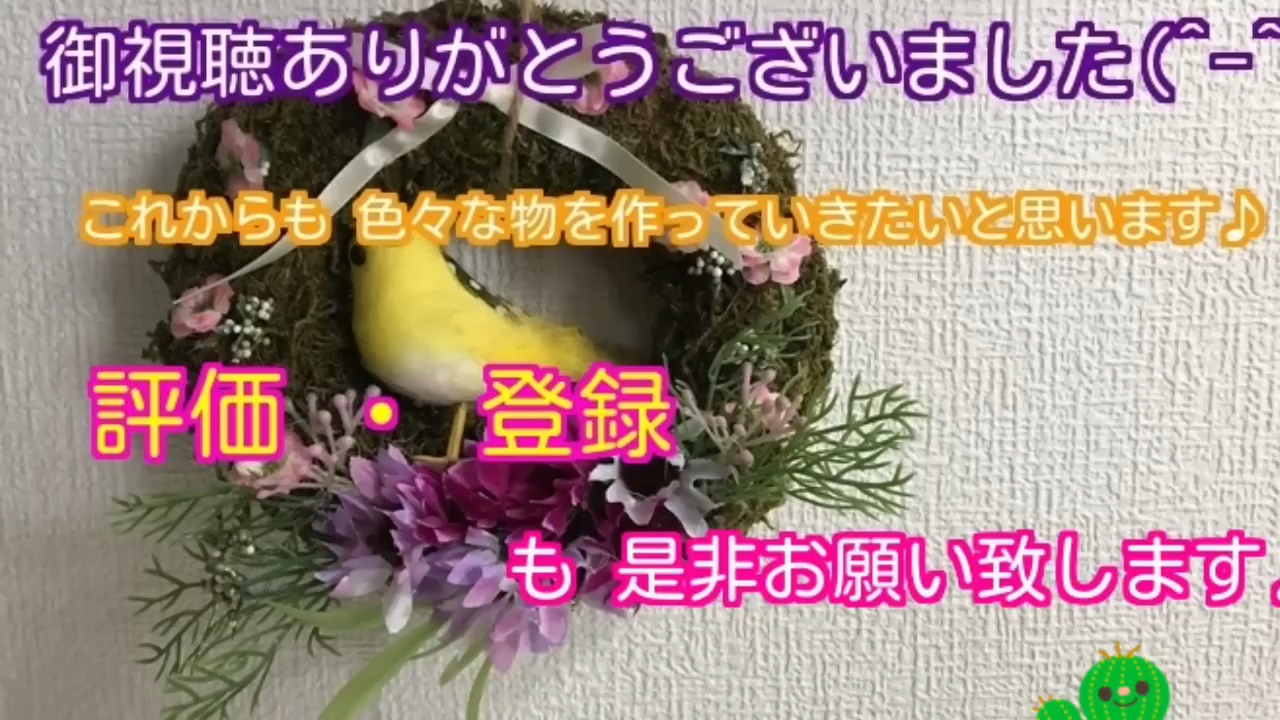 御視聴ありがとうございました(^-^
これからも 色々な物を作っていきたいと思います♪
評価 ・ 登録
も 是非お願い致します